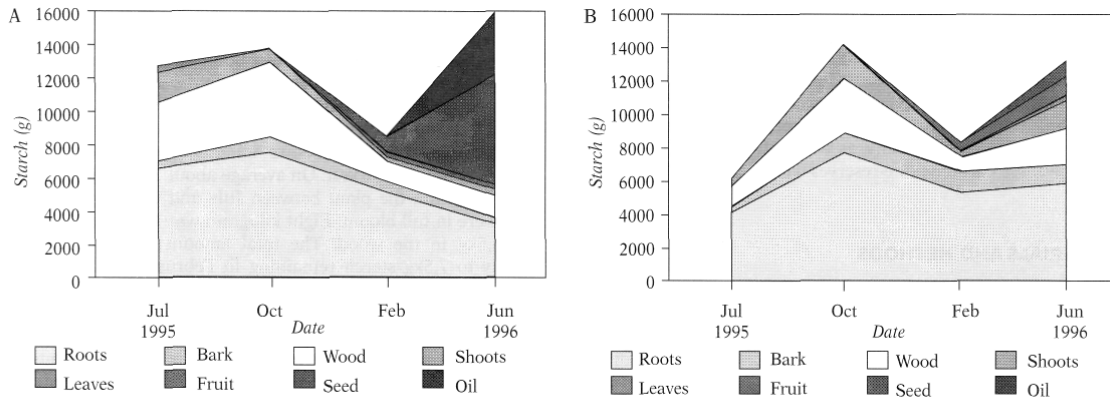 A
16000
14000
12000
10000
8000
6000
4000
2000
0
Starch (g)
Jul
1995
Oct
Feb
Jun
1996
Date
Roots
Bark
Wood
Shoots
Leaves
Fruit
Seed
Oil
B
16000
14000
12000
10000
8000
6000
4000
2000
0
Starch (g)
Jul
1995
Oct
Feb
Jun
1996
Date
Roots
Bark
Wood
Shoots
Leaves
Fruit
Seed
Oil